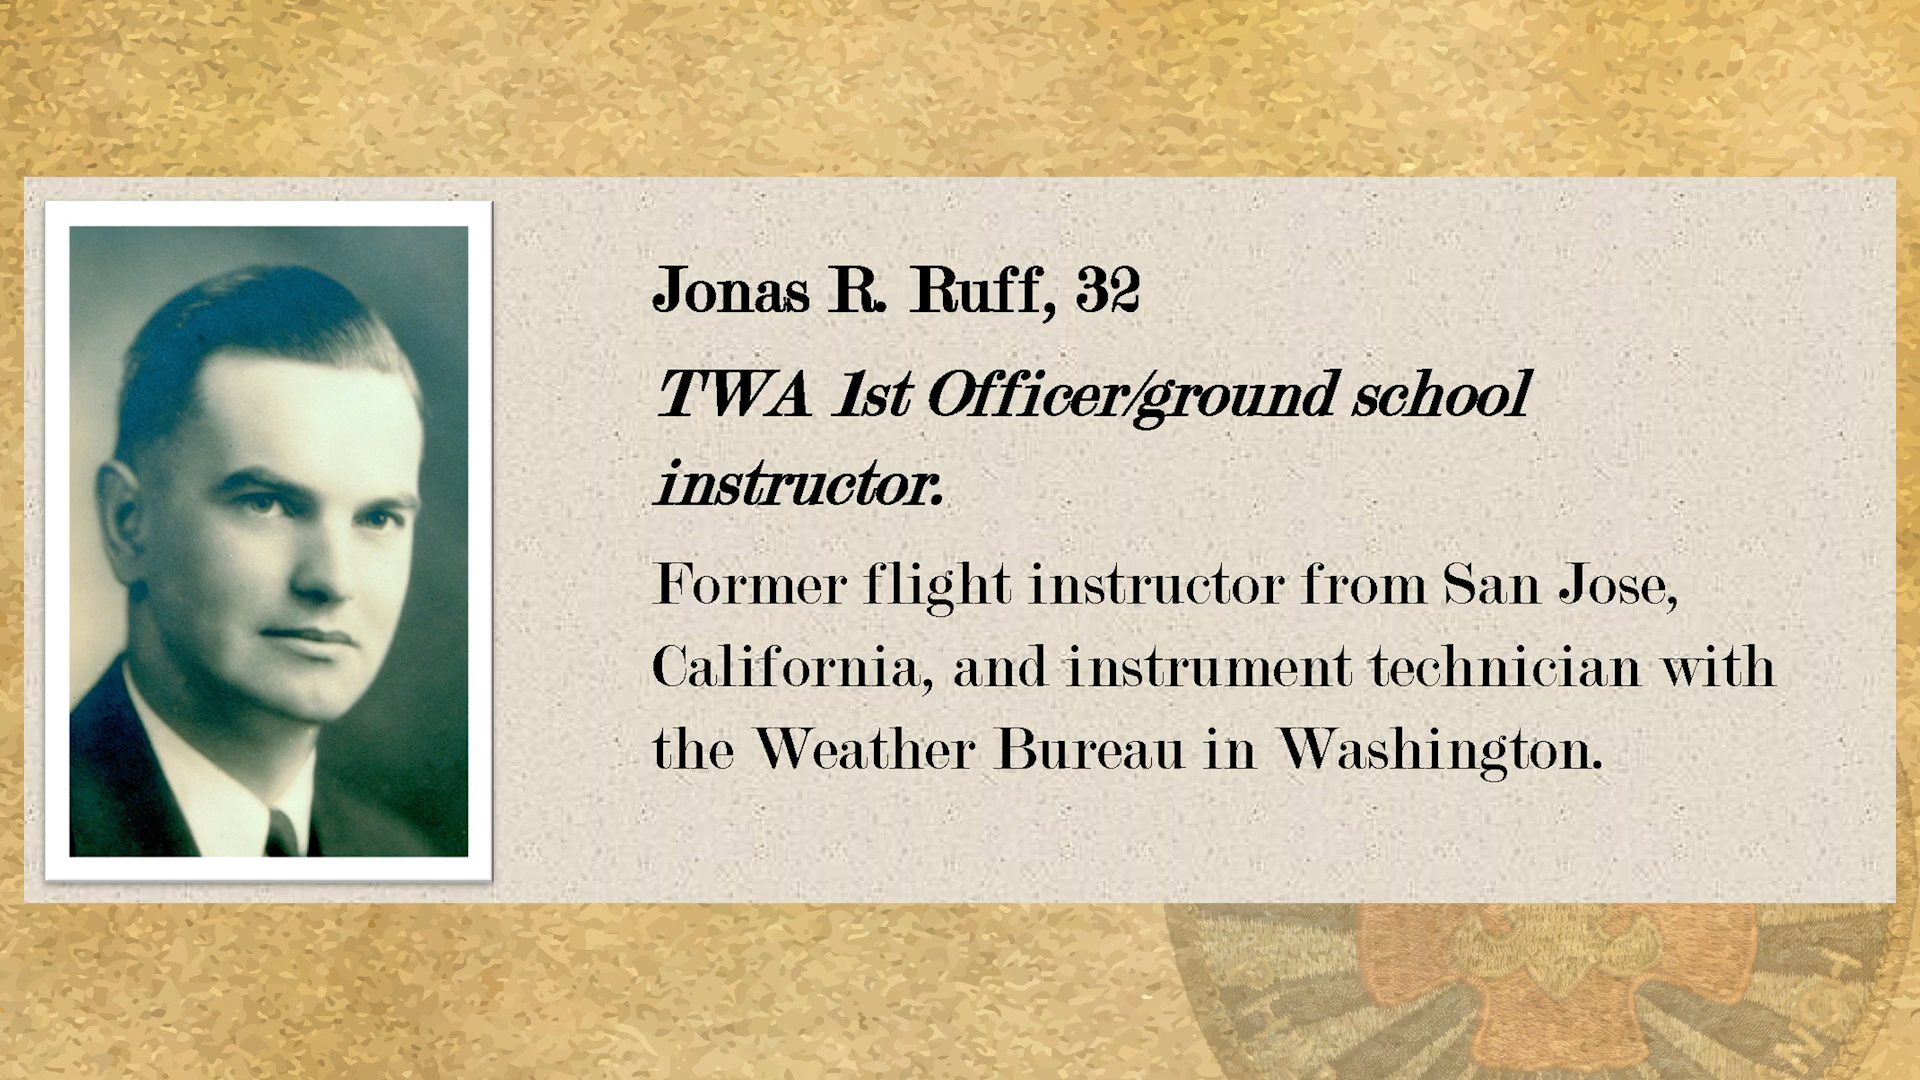 Jonas R. Ruff, 32
TWA 1st Officer/ground school
instructor.
Former flight instructor from San Jose,
California, and instrument technician with
the Weather Bureau in Washington.